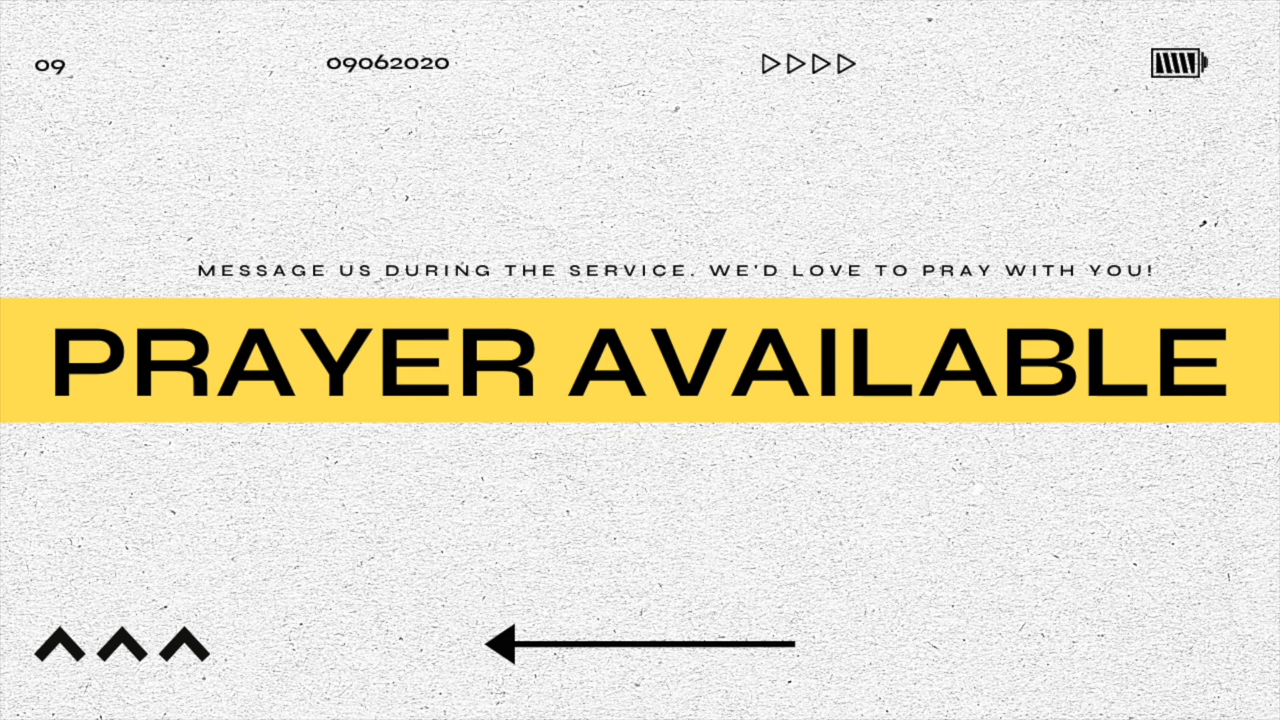 09 09062020
MESSAGE US DURING THE SERVICE. WE'D LOVE TO PRAY WITH YOU!
PRAYER AVAILABLE